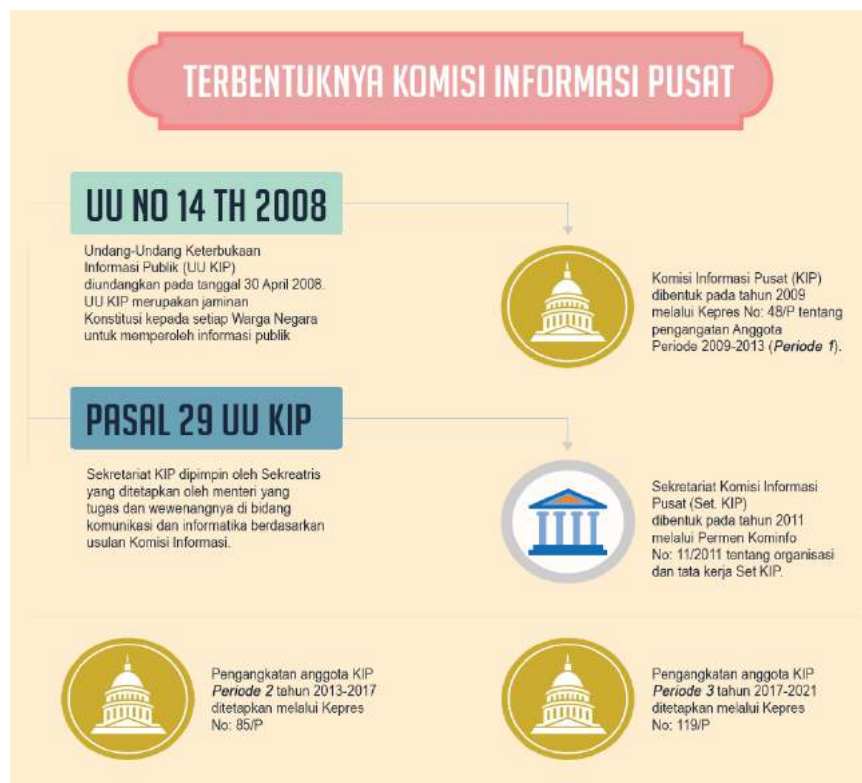 TERBENTUKNYA KOMISI INFORMASI PUSAT
UU NO 14 TH 2008
Undang-Undang Keterbukaan
Informasi Publik (UU KIP)
diundangkan pada tanggal 30 April 2008.
UU KIP merupakan jaminan
Konstitusi kepada setiap Warga Negara
untuk memperoleh informasi publik
Komisi Informasi Pusat (KIP)
dibentuk pada tahun 2009
melalui Kepres No: 48/P tentang
pengangatan Anggota
Periode 2009-2013 (Periode 1).
PASAL 29 UU KIP
Sekretariat KIP dipimpin oleh Sekreatris
yang ditetapkan oleh menteri yang
tugas dan wewenangnya di bidang
komunikasi dan informatika berdasarkan
usulan Komisi Informasi.
Sekretariat Komisi Informasi
Pusat (Set. KIP)
dibentuk pada tahun 2011
melalui Permen Kominfo
No: 11/2011 tentang organisasi
dan tata kerja Set KIP.
Pengangkatan anggota KIP
Periode 2 tahun 2013-2017
ditetapkan melalui Kepres
No: 85/P
Pengangkatan anggota KIP
Periode 3 tahun 2017-2021
ditetapkan melalui Kepres
No: 119/P